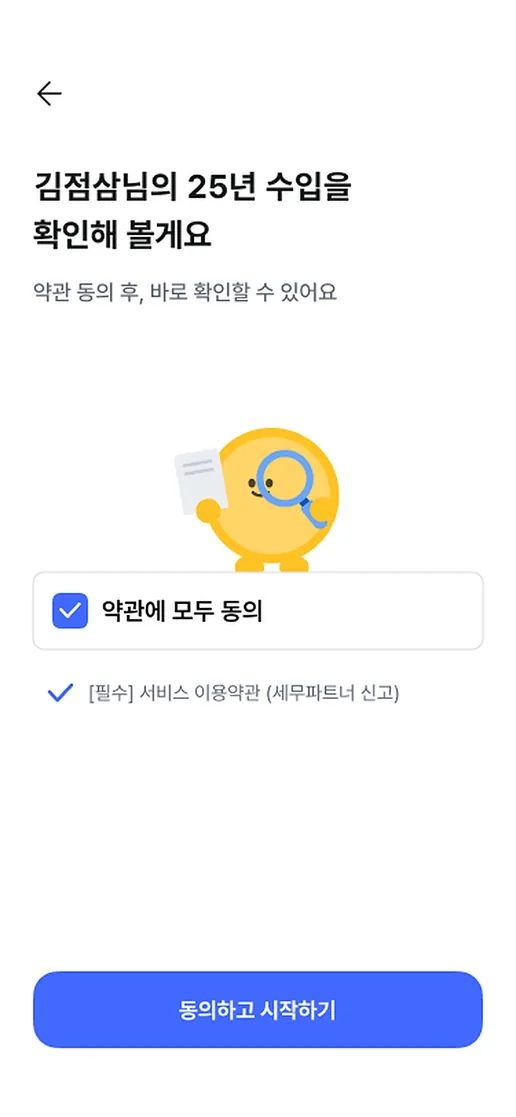 김점삼님의 25년 수입을
확인해 볼게요
약관 동의 후, 바로 확인할 수 있어요
약관에 모두 동의
[필수] 서비스 이용약관 (세무파트너 신고)
동의하고 시작하기